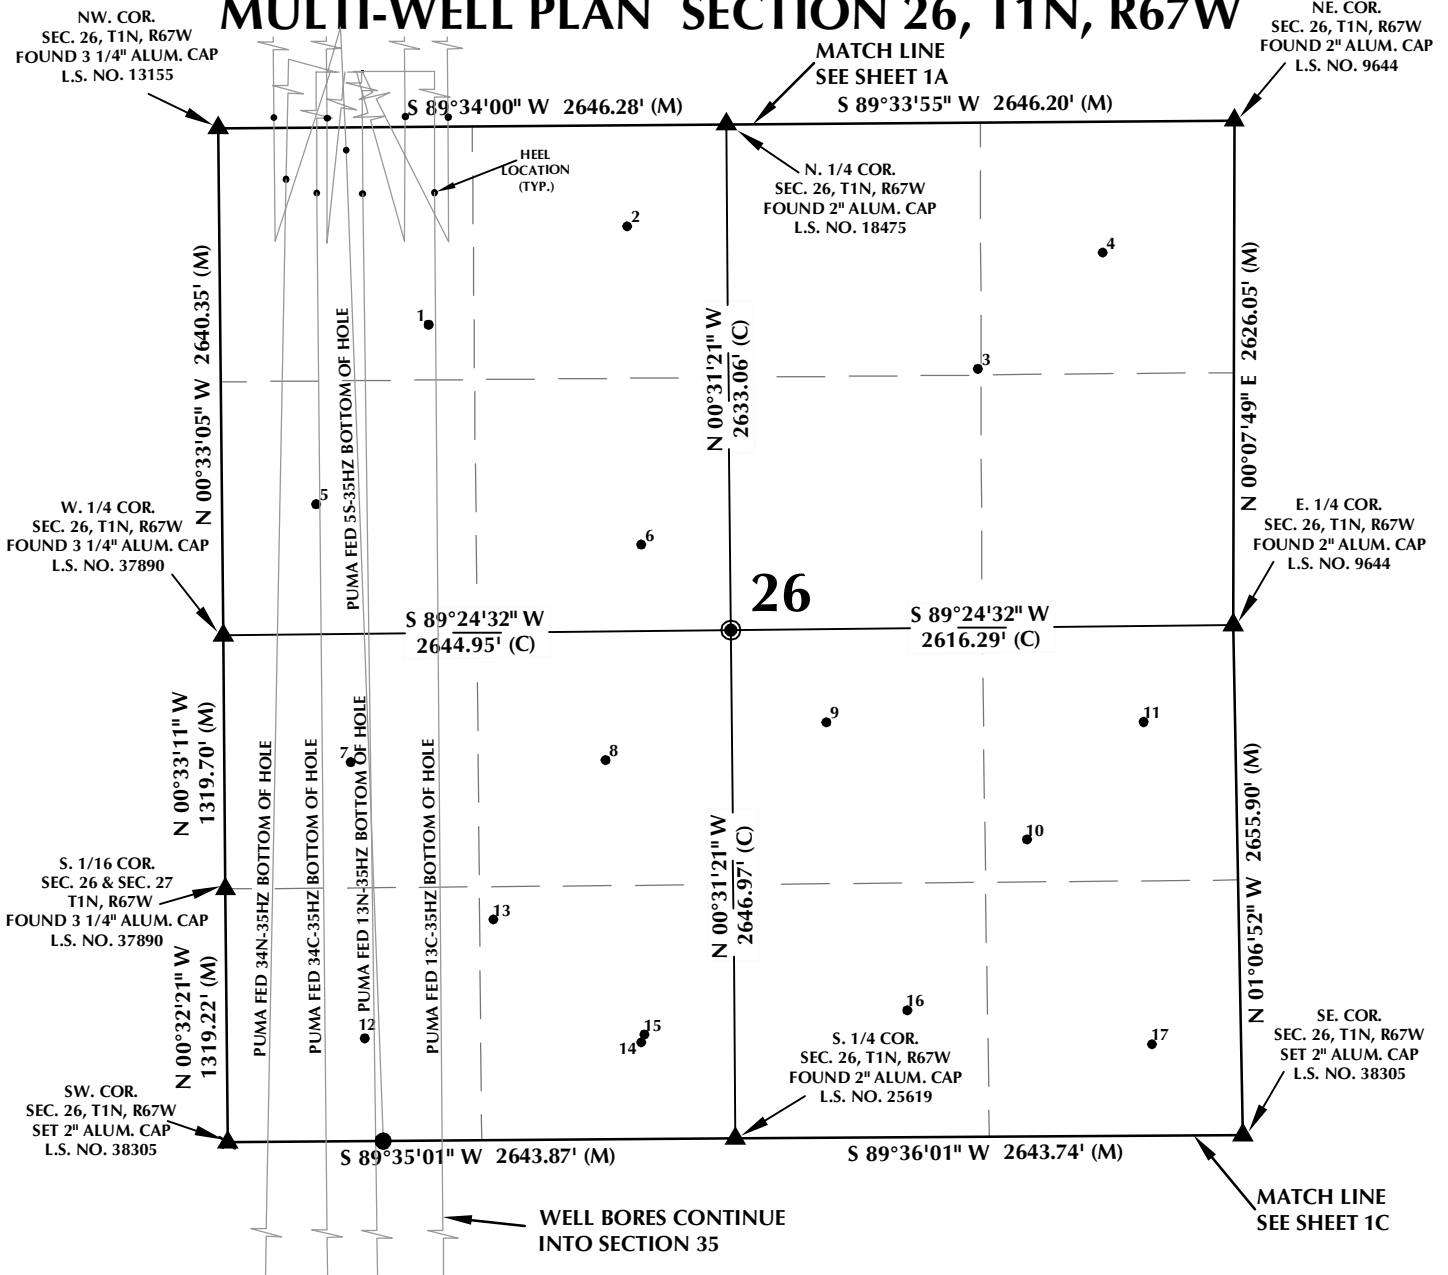 MULTI-WELL PLAN SECTION 26, T1N, R67W
NW. COR.
SEC. 26, T1N, R67W
FOUND 3 1/4" ALUM. CAP
L.S. NO. 13155
MATCH LINE
SEE SHEET 1A
NE. COR.
SEC. 26, T1N, R67W
FOUND 2" ALUM. CAP
L.S. NO. 9644
S 89°34'00" W 2646.28' (M)
S 89°33'55" W 2646.20' (M)
HEEL
LOCATION
(TYP.)
N. 1/4 COR.
SEC. 26, T1N, R67W
FOUND 2" ALUM. CAP
L.S. NO. 18475
2
4
1
3
N 00°33'05" W 2640.35' (M)
PUMA FED 5S-35HZ BOTTOM OF HOLE
N 00°31'21" W
2633.06' (C)
N 00°07'49" E 2626.05' (M)
5
6
W. 1/4 COR.
SEC. 26, T1N, R67W
FOUND 3 1/4" ALUM. CAP
L.S. NO. 37890
E. 1/4 COR.
SEC. 26, T1N, R67W
FOUND 2" ALUM. CAP
L.S. NO. 9644
26
S 89°24'32" W
2644.95' (C)
S 89°24'32" W
2616.29' (C)
N 00°33'11" W
1319.70' (M)
7
8
9
11
10
PUMA FED 34N-35HZ BOTTOM OF HOLE
PUMA FED 34C-35HZ BOTTOM OF HOLE
PUMA FED 13N-35HZ BOTTOM OF HOLE
PUMA FED 13C-35HZ BOTTOM OF HOLE
N 00°31'21" W
2646.97' (C)
N 01°06'52" W 2655.90' (M)
S. 1/16 COR.
SEC. 26 & SEC. 27
T1N, R67W
FOUND 3 1/4" ALUM. CAP
L.S. NO. 37890
13
N 00°32'21" W
1319.22' (M)
12
15
14
16
17
S. 1/4 COR.
SEC. 26, T1N, R67W
FOUND 2" ALUM. CAP
L.S. NO. 25619
SE. COR.
SEC. 26, T1N, R67W
SET 2" ALUM. CAP
L.S. NO. 38305
SW. COR.
SEC. 26, T1N, R67W
SET 2" ALUM. CAP
L.S. NO. 38305
S 89°35'01" W 2643.87' (M)
S 89°36'01" W 2643.74' (M)
WELL BORES CONTINUE
INTO SECTION 35
MATCH LINE
SEE SHEET 1C